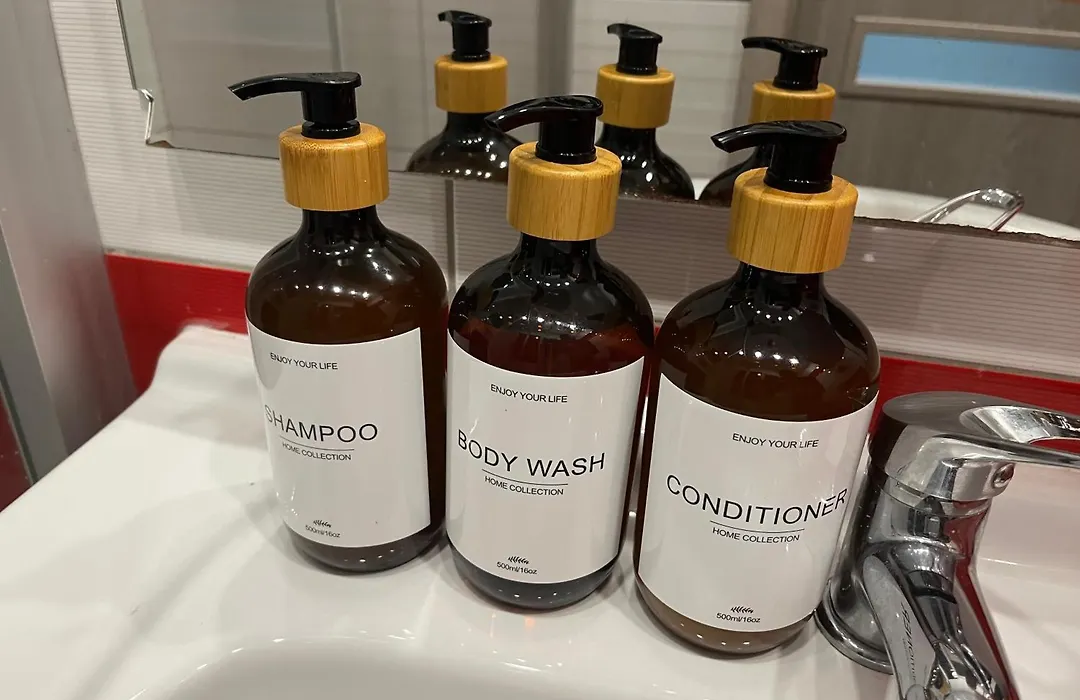 ENJOY YOUR LIFE
SHAMPOO
HOME COLLECTION
500ml/16oz
ENJOY YOUR LIFE
BODY WASH
HOME COLLECTION
500ml/16oz
ENJOY YOUR LIFE
CONDITIONER
HOME COLLECTION
500ml/16oz